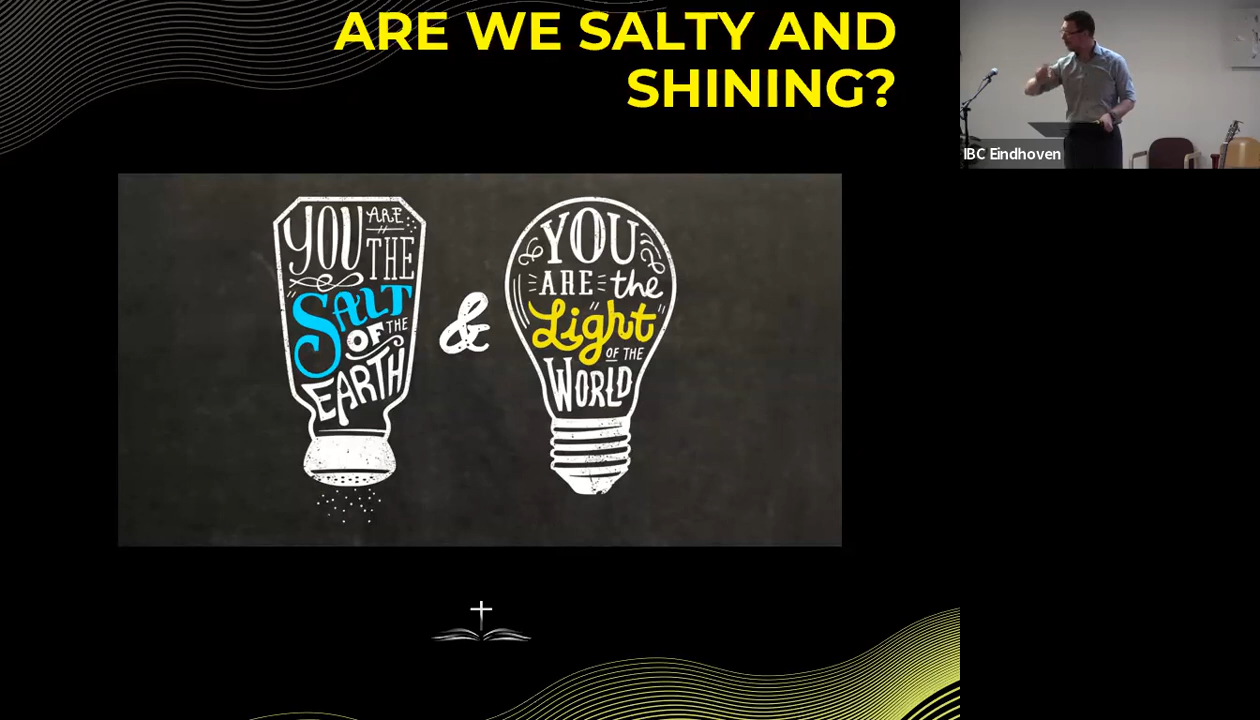 ARE WE SALTY AND
SHINING?
IBC Eindhoven
YOU ARE
THE
SALT
OF THE
EARTH
&
YOU
ARE the
Light
OF THE
WORLD